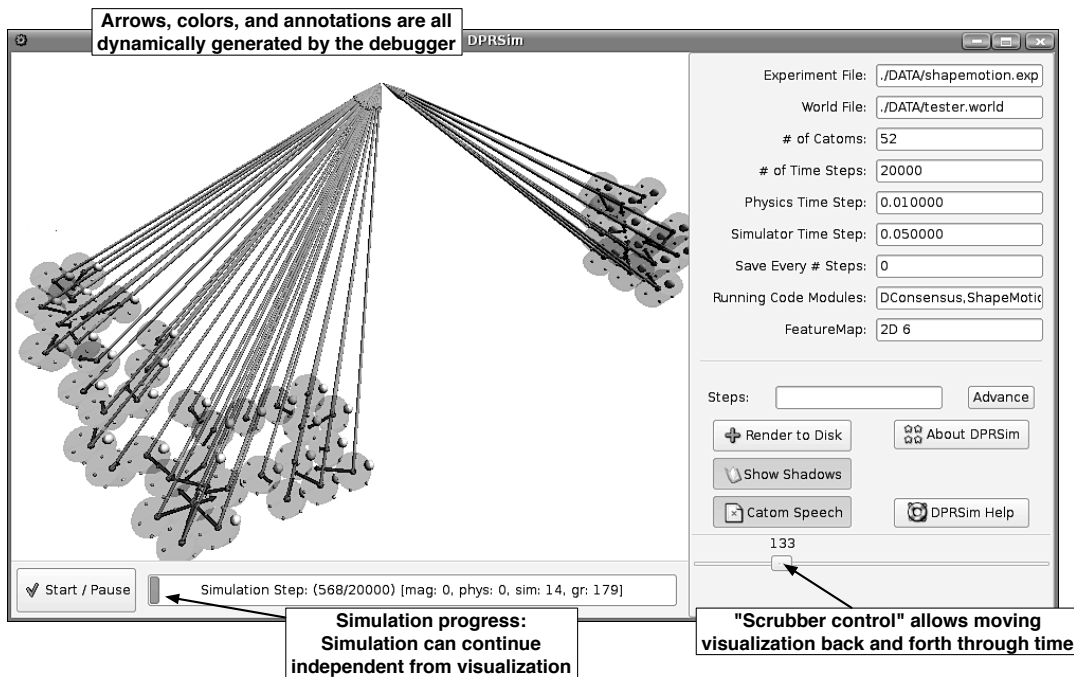 Arrows, colors, and annotations are all
dynamically generated by the debugger
DPRSim
Experiment File: ./DATA/shapemotion.exp
World File: ./DATA/tester.world
# of Catoms: 52
# of Time Steps: 20000
Physics Time Step: 0.010000
Simulator Time Step: 0.050000
Save Every # Steps: 0
Running Code Modules: DConsensus,ShapeMotic
FeatureMap: 2D 6
Steps: Advance
Render to Disk About DPRSim
Show Shadows
Catom Speech DPRSim Help
133
Start / Pause Simulation Step: (568/20000) [mag: 0, phys: 0, sim: 14, gr: 179]
Simulation progress:
Simulation can continue
independent from visualization
"Scrubber control" allows moving
visualization back and forth through time